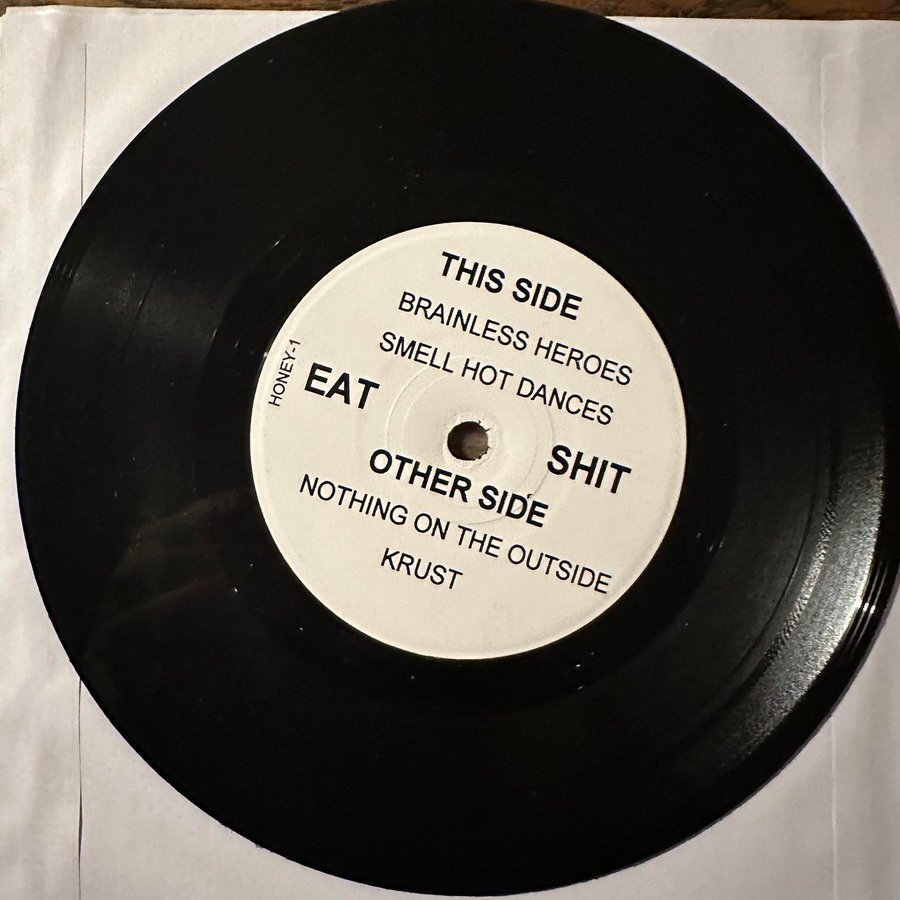 THIS SIDE
BRAINLESS HEROES
SMELL HOT DANCES
HONEY-1
EAT SHIT
OTHER SIDE
NOTHING ON THE OUTSIDE
KRUST